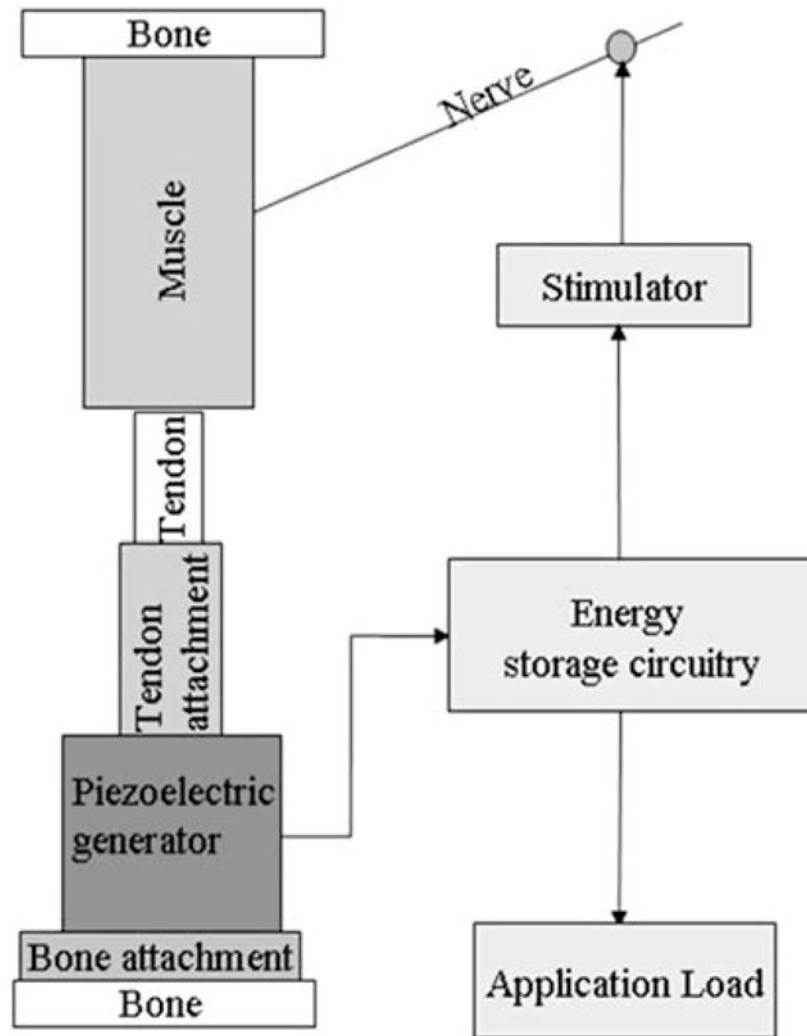 Bone
Nerve
Muscle
Stimulator
Tendon
Tendon
attachment
Energy
storage circuitry
Piezoelectric
generator
Bone attachment
Bone
Application Load